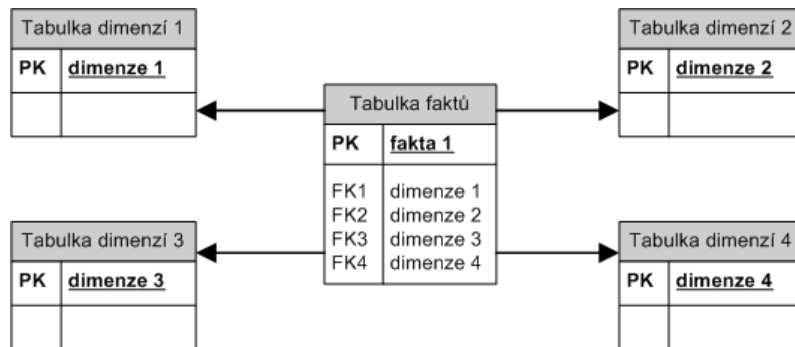 Tabulka dimenzí 1
PK dimenze 1
Tabulka dimenzí 2
PK dimenze 2
Tabulka faktů
PK fakta 1
FK1 dimenze 1
FK2 dimenze 2
FK3 dimenze 3
FK4 dimenze 4
Tabulka dimenzí 3
PK dimenze 3
Tabulka dimenzí 4
PK dimenze 4